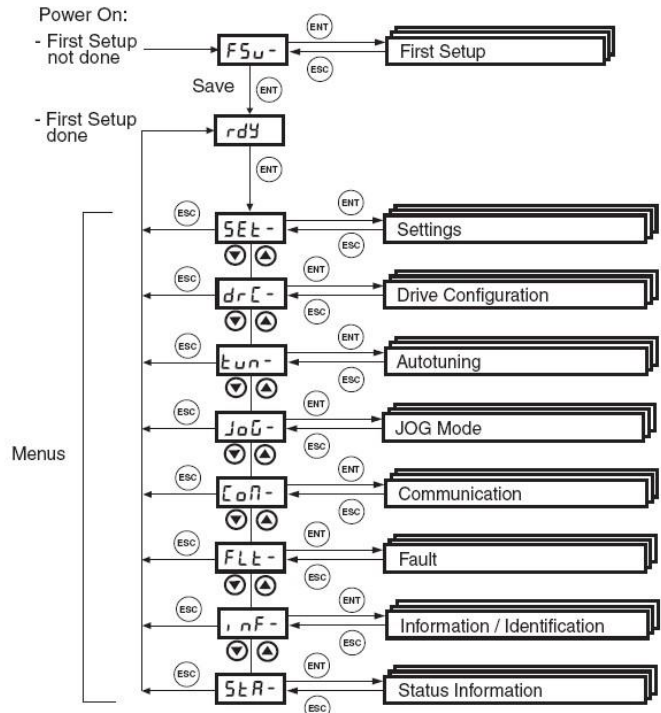 Power On:
- First Setup
not done
FSu-
ENT
ESC
First Setup
Save
ENT
- First Setup
done
rdy
ENT
Menus
ESC
SEt-
ENT
ESC
Settings
ESC
drC-
ENT
ESC
Drive Configuration
ESC
tun-
ENT
ESC
Autotuning
ESC
JoG-
ENT
ESC
JOG Mode
ESC
CoM-
ENT
ESC
Communication
ESC
FLt-
ENT
ESC
Fault
ESC
inF-
ENT
ESC
Information / Identification
ESC
StA-
ENT
ESC
Status Information